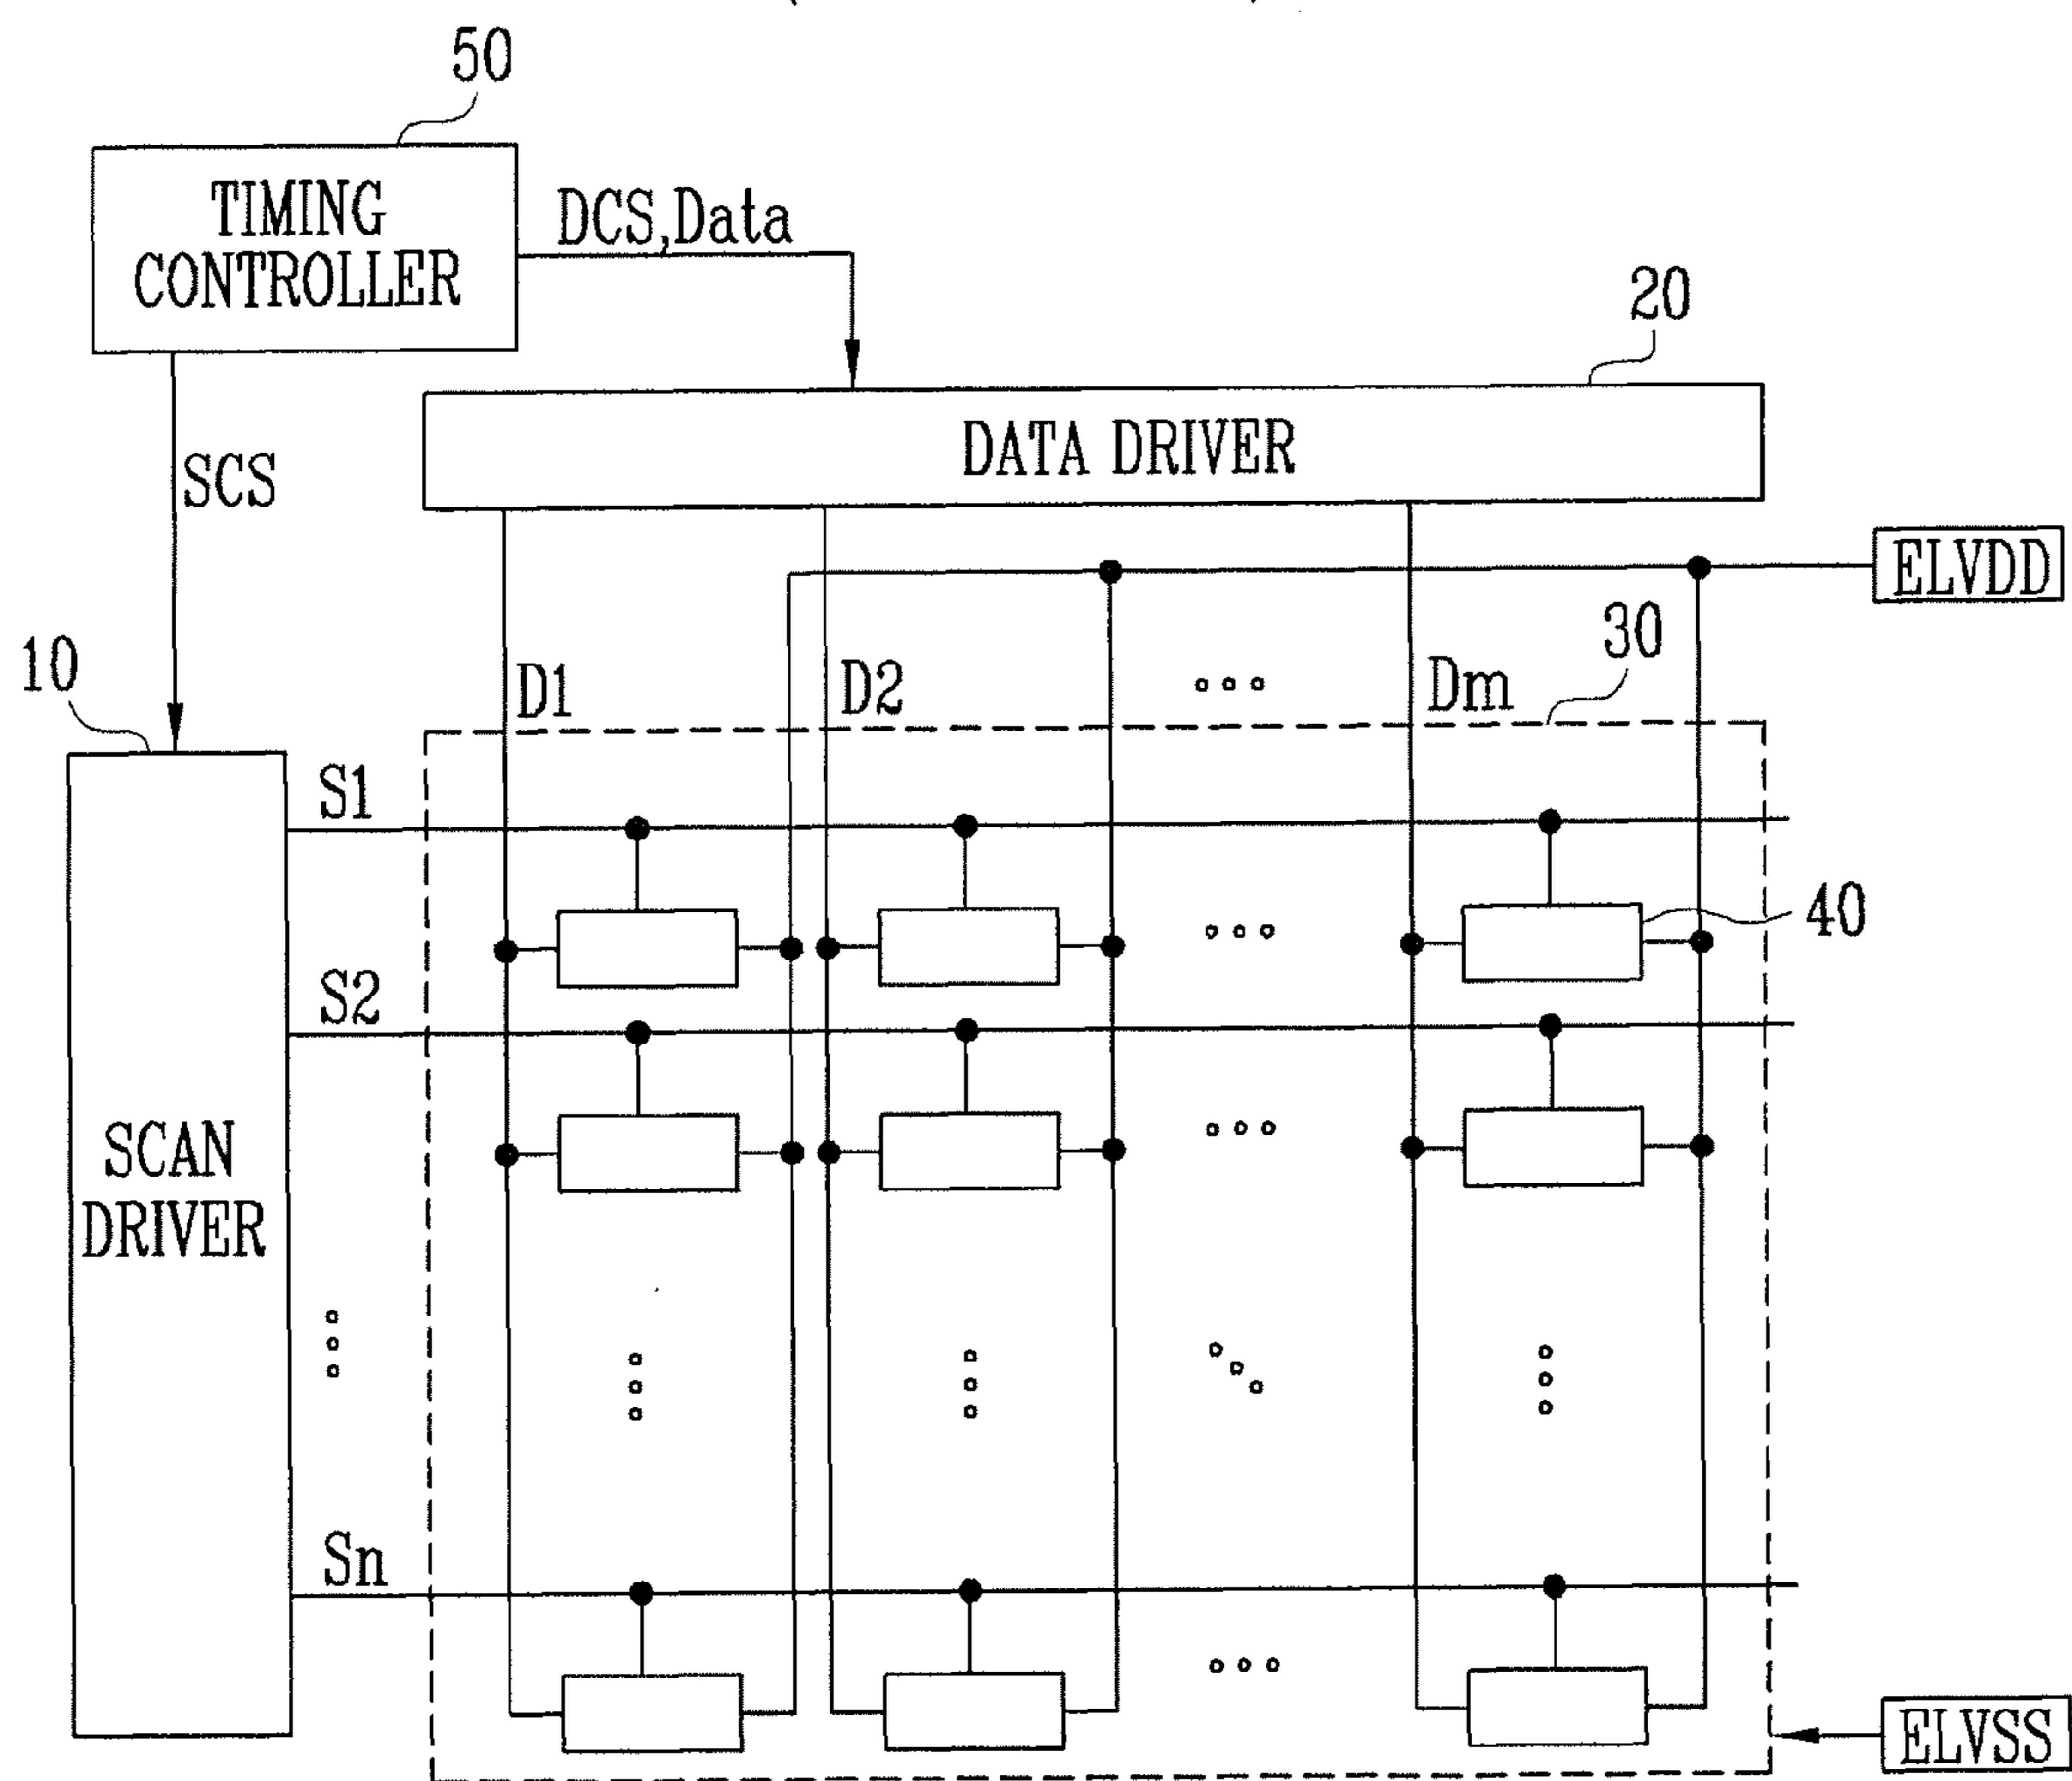 50
TIMING
CONTROLLER
DCS,Data
20
DATA DRIVER
SCS
ELVDD
30
10
D1
D2
Dm
S1
40
S2
SCAN
DRIVER
Sn
ELVSS